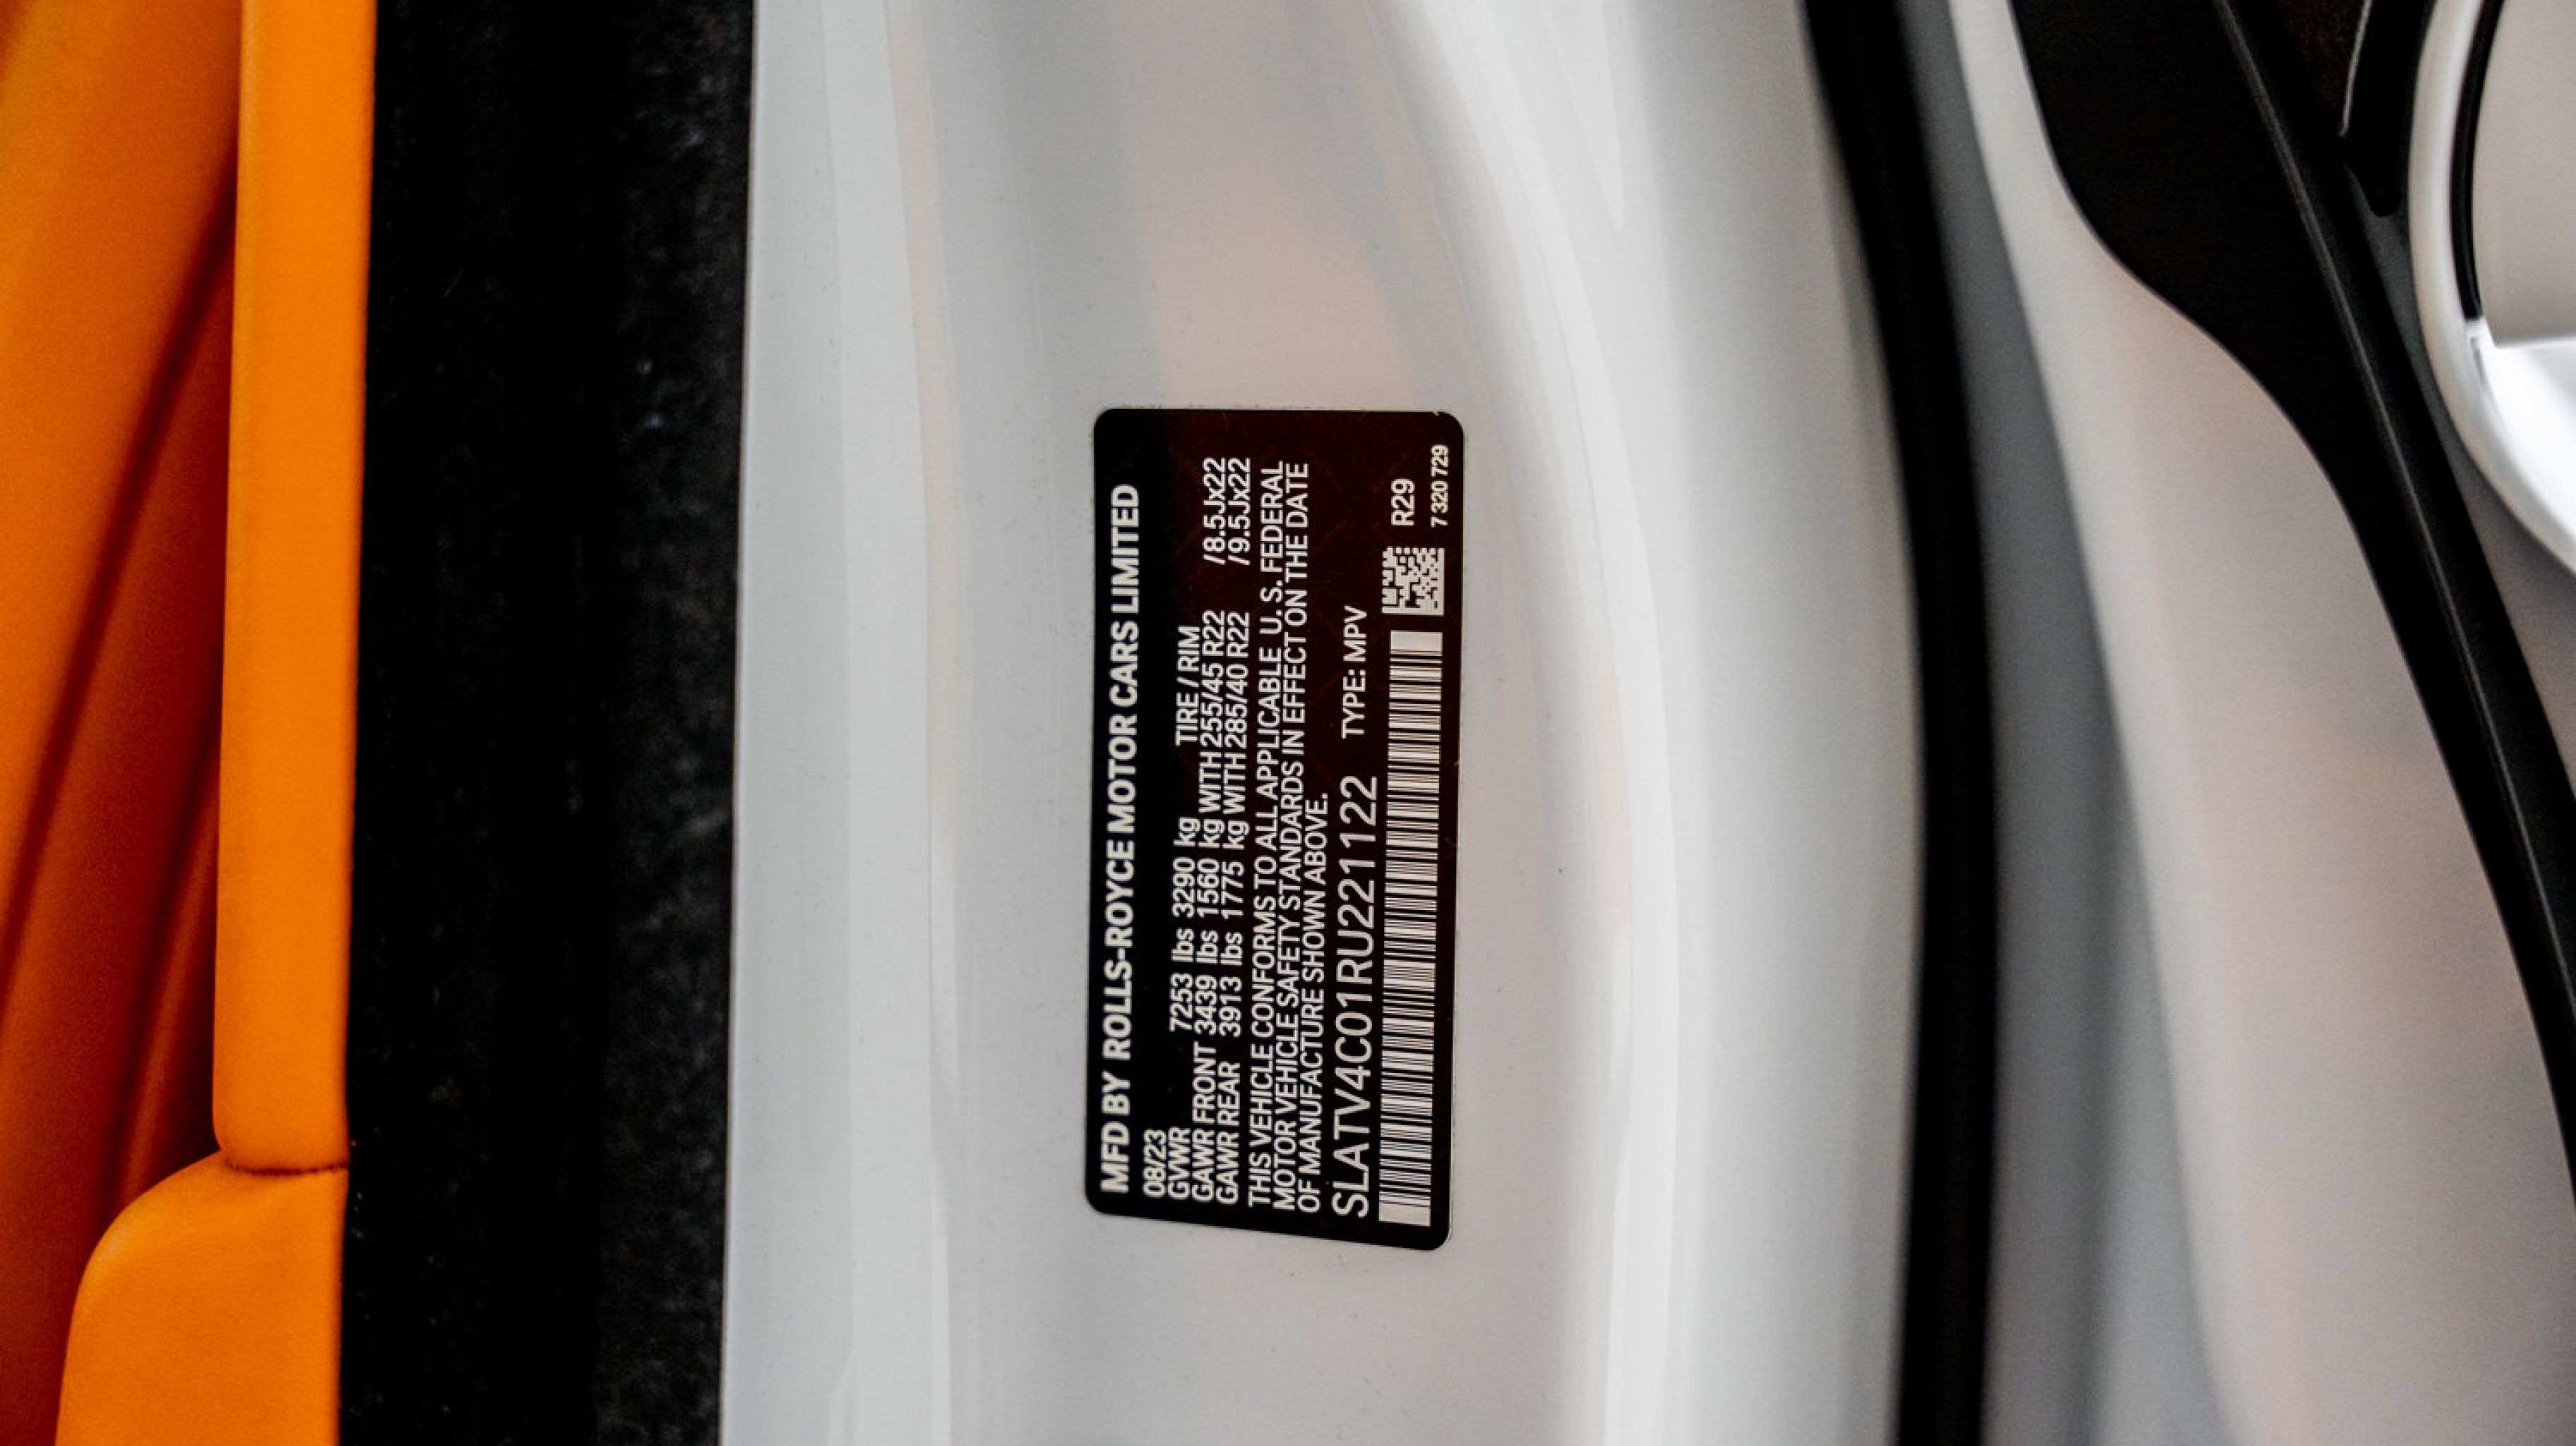 MFD BY ROLLS-ROYCE MOTOR CARS LIMITED
08/23
GVWR 7253 lbs 3290 kg TIRE / RIM
GAWR FRONT 3439 lbs 1560 kg WITH 255/45 R22 / 8.5Jx22
GAWR REAR 3913 lbs 1775 kg WITH 285/40 R22 / 9.5Jx22
THIS VEHICLE CONFORMS TO ALL APPLICABLE U. S. FEDERAL
MOTOR VEHICLE SAFETY STANDARDS IN EFFECT ON THE DATE
OF MANUFACTURE SHOWN ABOVE.
SLATV4C01RU221122 TYPE: MPV
R29
7 320 729